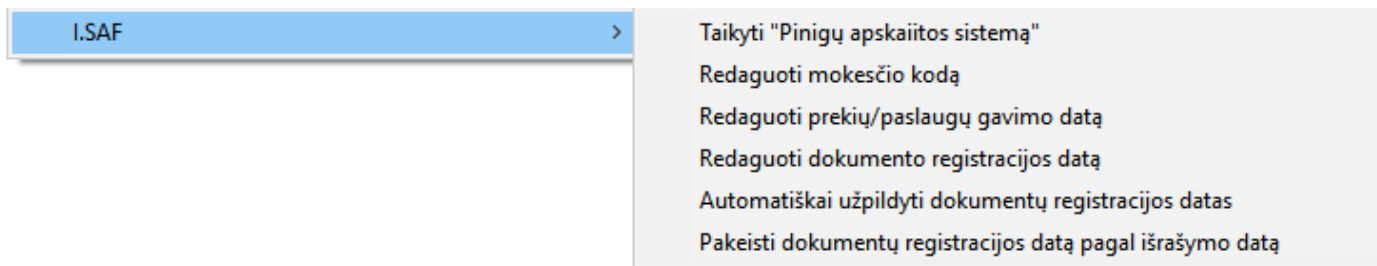 I.SAF
Taikyti "Pinigų apskaiitos sistemą"
Redaguoti mokesčio kodą
Redaguoti prekių/paslaugų gavimo datą
Redaguoti dokumento registracijos datą
Automatiškai užpildyti dokumentų registracijos datas
Pakeisti dokumentų registracijos datą pagal išrašymo datą